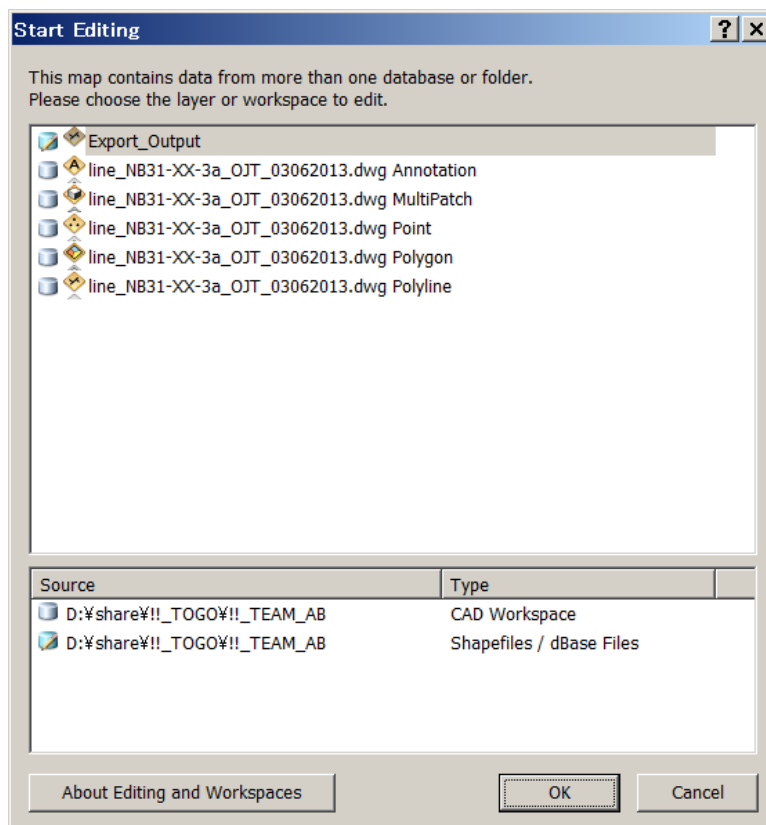 Start Editing
This map contains data from more than one database or folder.
Please choose the layer or workspace to edit.
Export_Output
line_NB31-XX-3a_OJT_03062013.dwg Annotation
line_NB31-XX-3a_OJT_03062013.dwg MultiPatch
line_NB31-XX-3a_OJT_03062013.dwg Point
line_NB31-XX-3a_OJT_03062013.dwg Polygon
line_NB31-XX-3a_OJT_03062013.dwg Polyline
Source Type
D:¥share¥!!_TOGO¥!!_TEAM_AB CAD Workspace
D:¥share¥!!_TOGO¥!!_TEAM_AB Shapefiles / dBase Files
About Editing and Workspaces OK Cancel